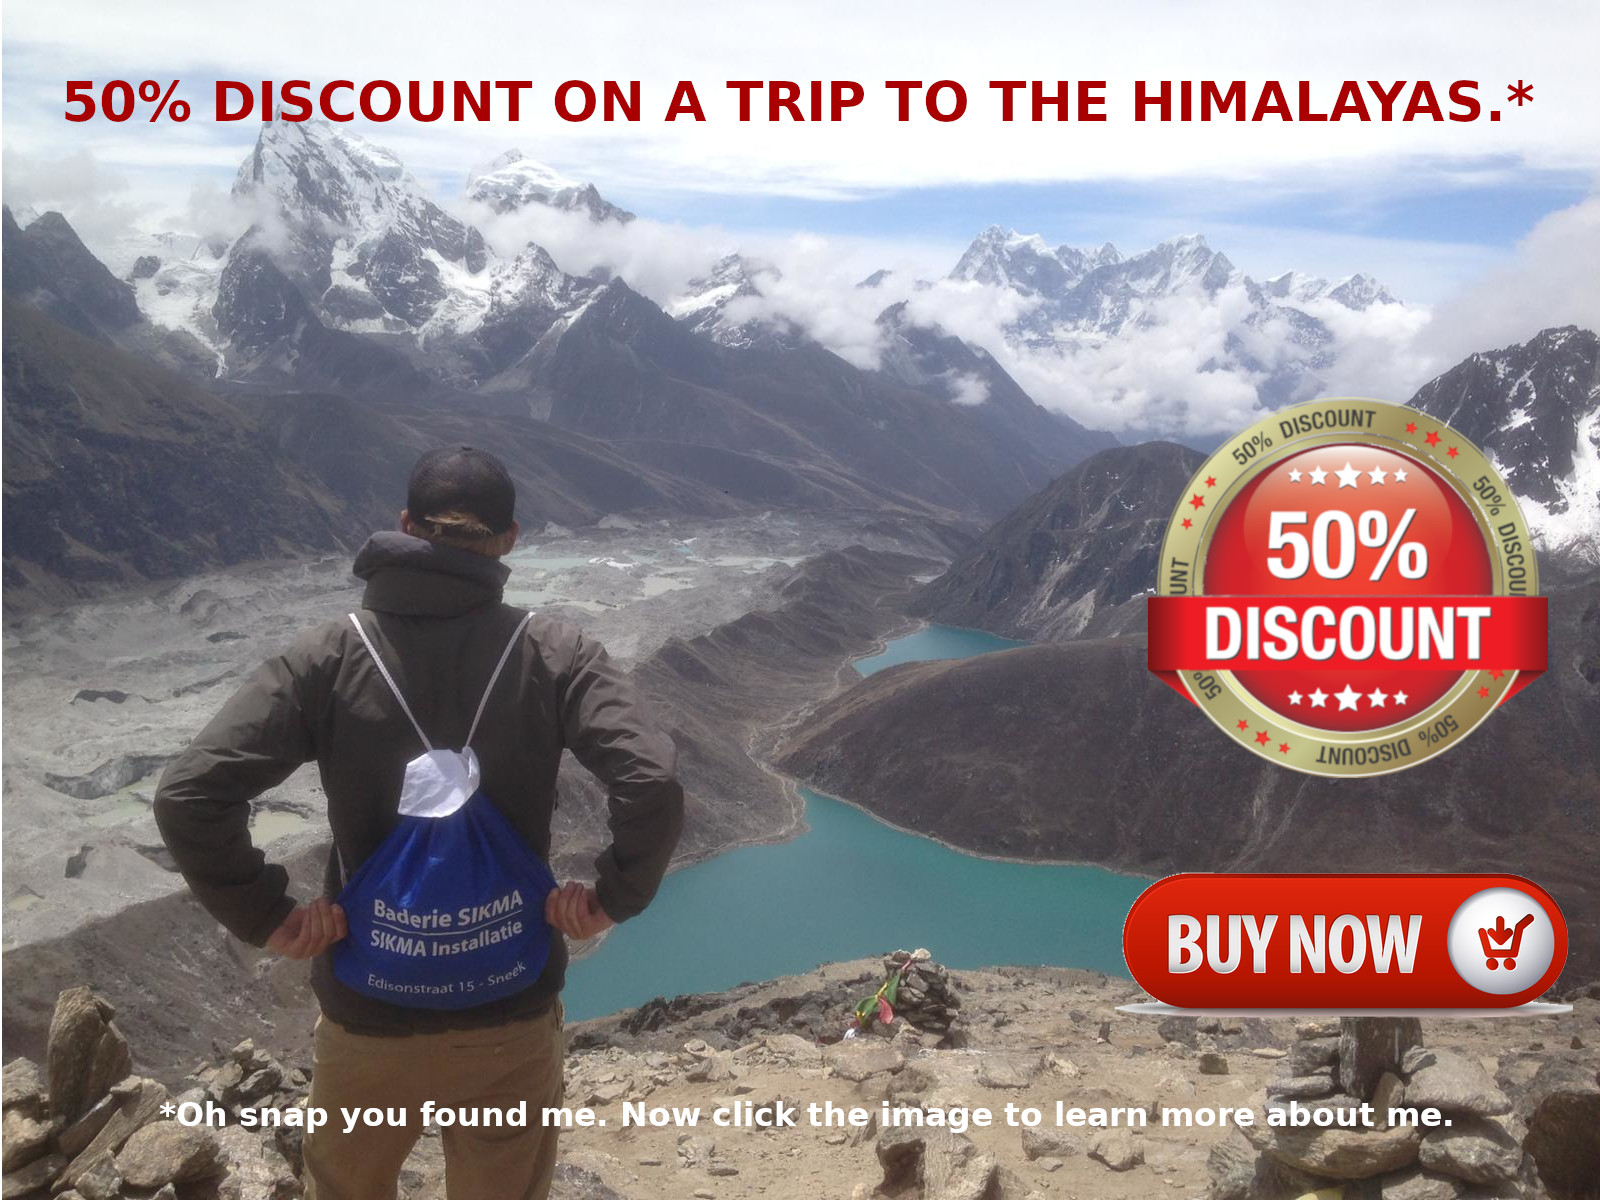 50% DISCOUNT ON A TRIP TO THE HIMALAYAS.*
50% DISCOUNT
50% DISCOUNT
50% DISCOUNT
50%
UNT
50%
DISCOUNT
BUY NOW
Baderie SIKMA
SIKMA Installatie
Edisonstraat 15 - Sneek
*Oh snap you found me. Now click the image to learn more about me.